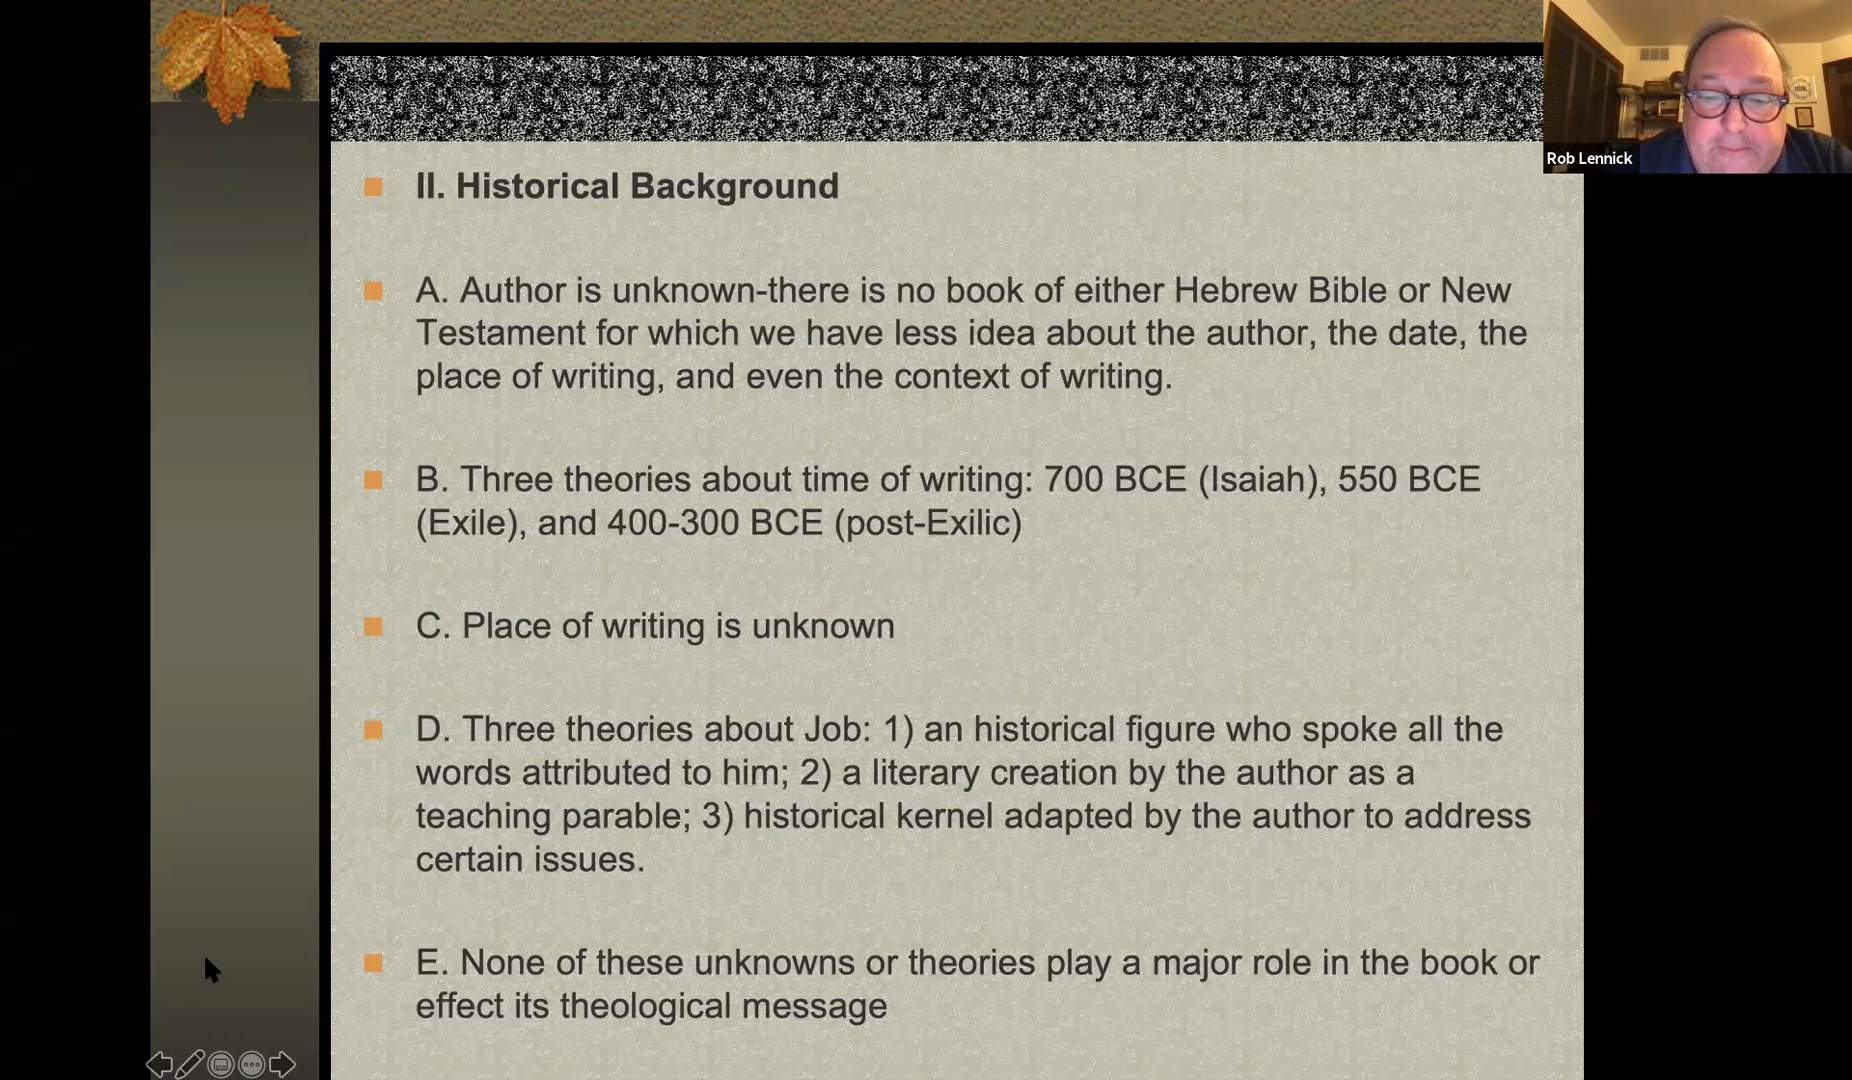 II. Historical Background
A. Author is unknown-there is no book of either Hebrew Bible or New
Testament for which we have less idea about the author, the date, the
place of writing, and even the context of writing.
B. Three theories about time of writing: 700 BCE (Isaiah), 550 BCE
(Exile), and 400-300 BCE (post-Exilic)
C. Place of writing is unknown
D. Three theories about Job: 1) an historical figure who spoke all the
words attributed to him; 2) a literary creation by the author as a
teaching parable; 3) historical kernel adapted by the author to address
certain issues.
E. None of these unknowns or theories play a major role in the book or
effect its theological message
Rob Lennick